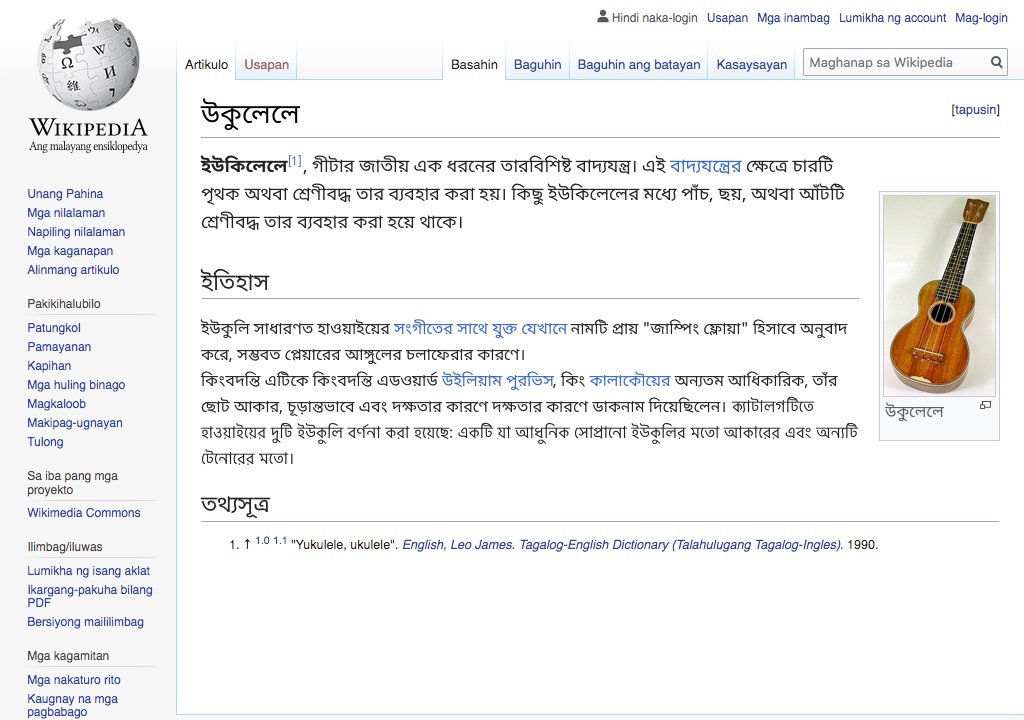 Hindi naka-login Usapan Mga inambag Lumikha ng account Mag-login
Artikulo Usapan Basahin Baguhin Baguhin ang batayan Kasaysayan Maghanap sa Wikipedia
WIKIPEDIA
Ang malayang ensiklopedya
Unang Pahina
Mga nilalaman
Napiling nilalaman
Mga kaganapan
Alinmang artikulo
Pakikihalubilo
Patungkol
Pamayanan
Kapihan
Mga huling binago
Magkaloob
Makipag-ugnayan
Tulong
Sa iba pang mga
proyekto
Wikimedia Commons
Ilimbag/iluwas
Lumikha ng isang aklat
Ikargang-pakuha bilang
PDF
Bersiyong maililimbag
Mga kagamitan
Mga nakaturo rito
Kaugnay na mga
pagbabago
উকুলেলে
[tapusin]
ইউকিলেলে[1], গীটার জাতীয় এক ধরনের তারবিশিষ্ট বাদ্যযন্ত্র। এই বাদ্যযন্ত্রের ক্ষেত্রে চারটি
পৃথক অথবা শ্রেণীবদ্ধ তার ব্যবহার করা হয়। কিছু ইউকিলেলের মধ্যে পাঁচ, ছয়, অথবা আঁটটি
শ্রেণীবদ্ধ তার ব্যবহার করা হয়ে থাকে।
ইতিহাস
ইউকুলি সাধারণত হাওয়াইয়ের সংগীতের সাথে যুক্ত যেখানে নামটি প্রায় "জাম্পিং ফ্লোয়া" হিসাবে অনুবাদ
করে, সম্ভবত প্লেয়ারের আঙ্গুলের চলাফেরার কারণে।
কিংবদন্তি এটিকে কিংবদন্তি এডওয়ার্ড উইলিয়াম পুরভিস, কিং কালাকৌয়ের অন্যতম আধিকারিক, তাঁর
ছোট আকার, চূড়ান্তভাবে এবং দক্ষতার কারণে দক্ষতার কারণে ডাকনাম দিয়েছিলেন। ক্যাটালগটিতে
হাওয়াইয়ের দুটি ইউকুলি বর্ণনা করা হয়েছে: একটি যা আধুনিক সোপ্রানো ইউকুলির মতো আকারের এবং অন্যটি
টেনোরের মতো।
উকুলেলে
তথ্যসূত্র
1. ↑ 1.0 1.1 "Yukulele, ukulele". English, Leo James. Tagalog-English Dictionary (Talahulugang Tagalog-Ingles). 1990.